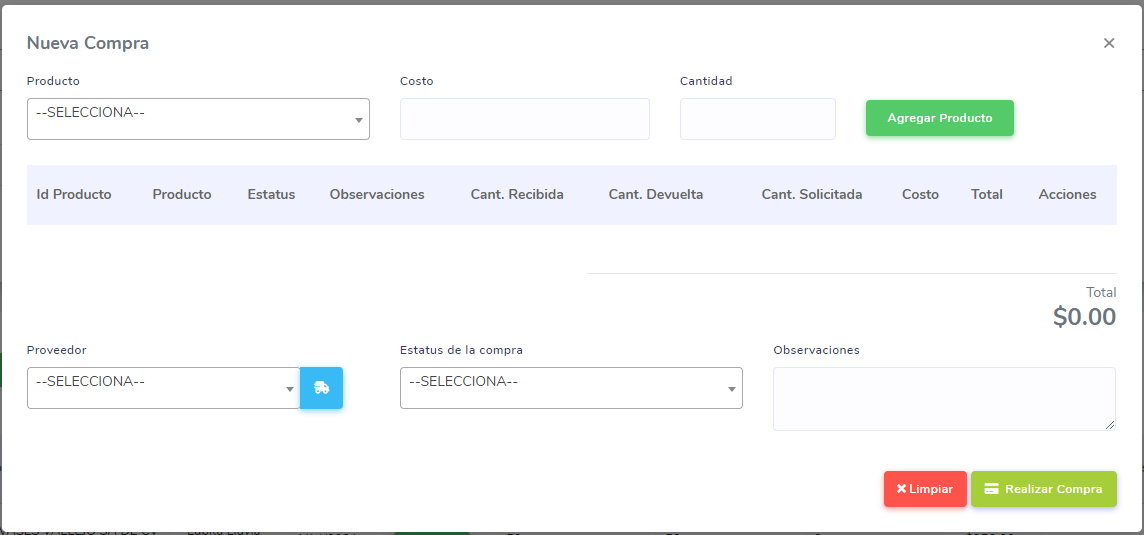 Nueva Compra ×
Producto Costo Cantidad
--SELECCIONA-- Agregar Producto
Id Producto Producto Estatus Observaciones Cant. Recibida Cant. Devuelta Cant. Solicitada Costo Total Acciones
Total
$0.00
Proveedor Estatus de la compra Observaciones
--SELECCIONA-- --SELECCIONA--
Limpiar Realizar Compra